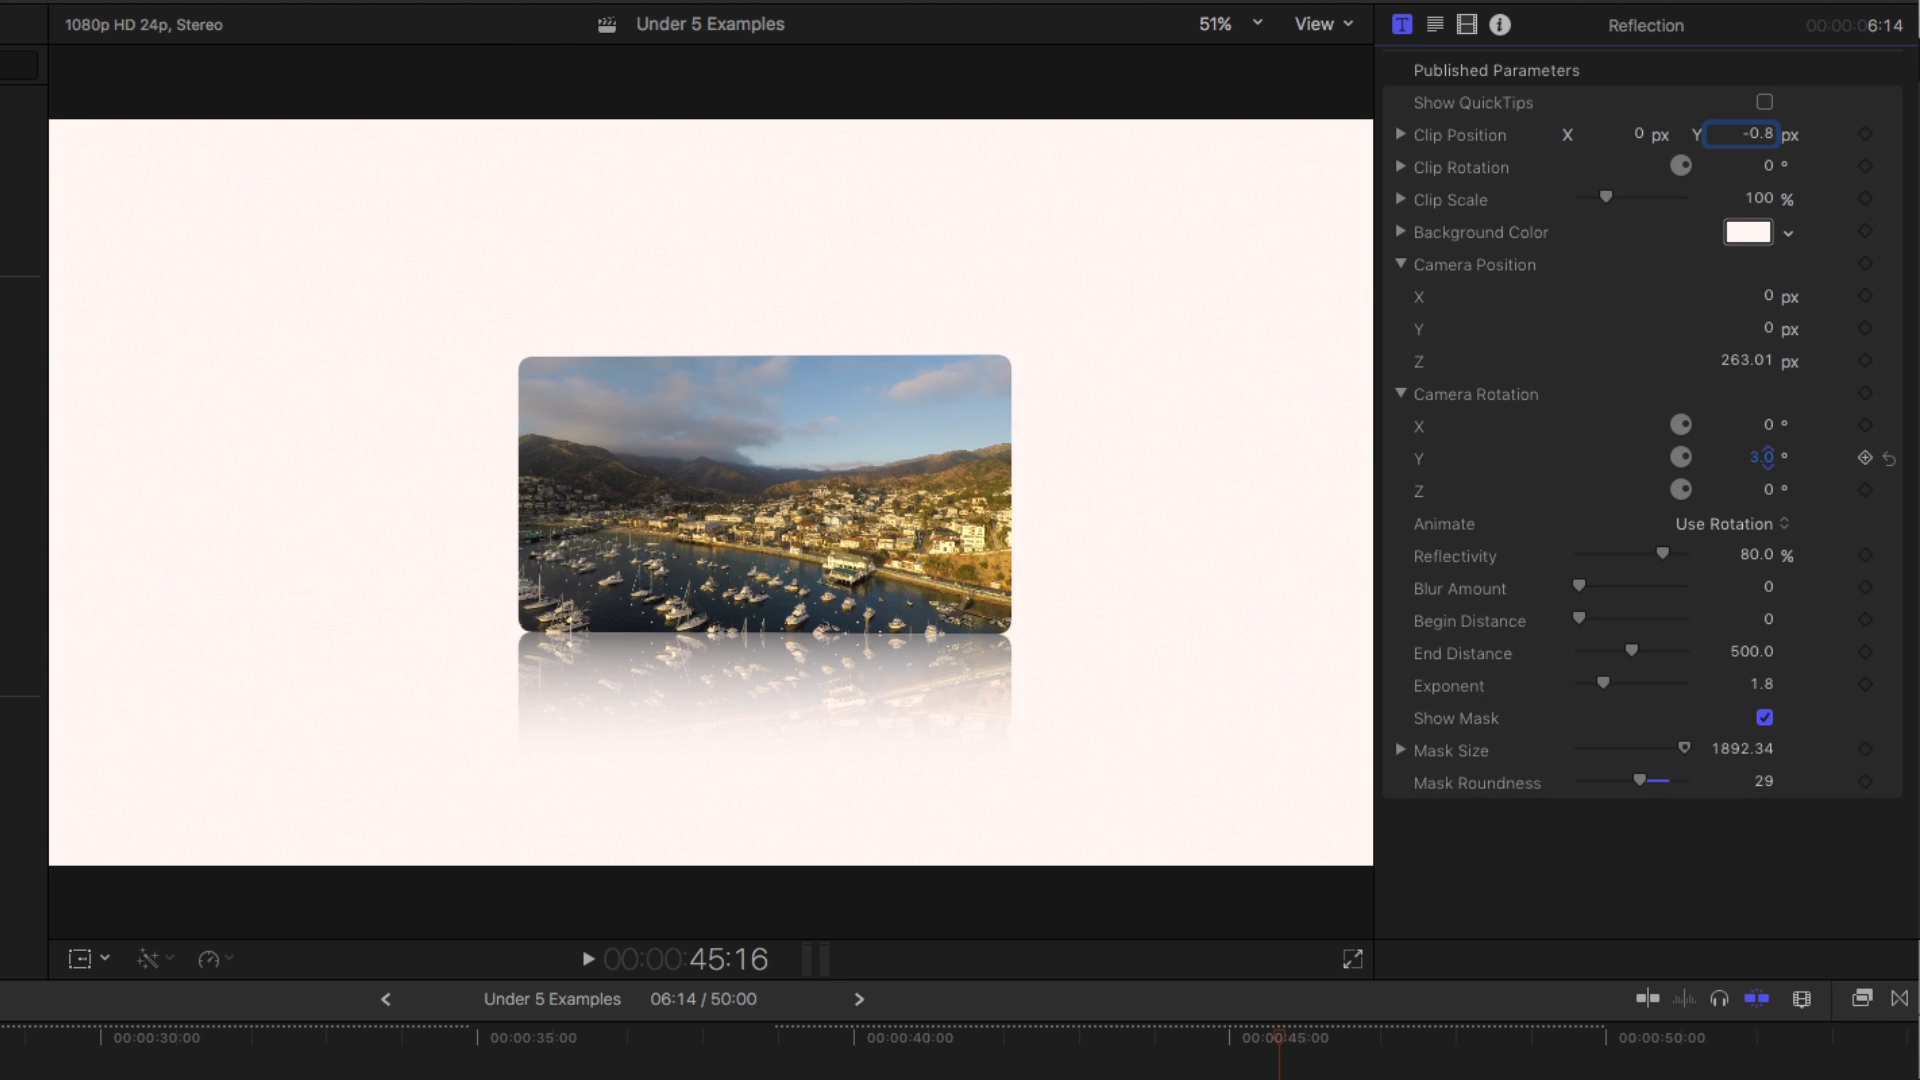 1080p HD 24p, Stereo
Under 5 Examples
51%
View
T
i
Reflection
00:00:06:14
Published Parameters
Show QuickTips
Clip Position X 0 px Y -0.8 px
Clip Rotation 0 °
Clip Scale 100 %
Background Color
Camera Position
X 0 px
Y 0 px
Z 263.01 px
Camera Rotation
X 0 °
Y 3.0 °
Z 0 °
Animate Use Rotation
Reflectivity 80.0 %
Blur Amount 0
Begin Distance 0
End Distance 500.0
Exponent 1.8
Show Mask
Mask Size 1892.34
Mask Roundness 29
00:00:45:16
Under 5 Examples 06:14 / 50:00
00:00:30:00 00:00:35:00 00:00:40:00 00:00:45:00 00:00:50:00